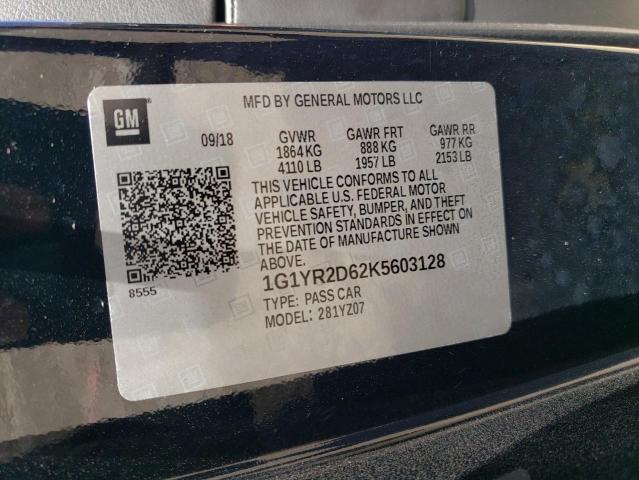 MFD BY GENERAL MOTORS LLC
GM
09/18 GVWR GAWR FRT GAWR RR
1864 KG 888 KG 977 KG
4110 LB 1957 LB 2153 LB
THIS VEHICLE CONFORMS TO ALL
APPLICABLE U.S. FEDERAL MOTOR
VEHICLE SAFETY, BUMPER, AND THEFT
PREVENTION STANDARDS IN EFFECT ON
THE DATE OF MANUFACTURE SHOWN
ABOVE.
8555
1G1YR2D62K5603128
TYPE: PASS CAR
MODEL: 281YZ07